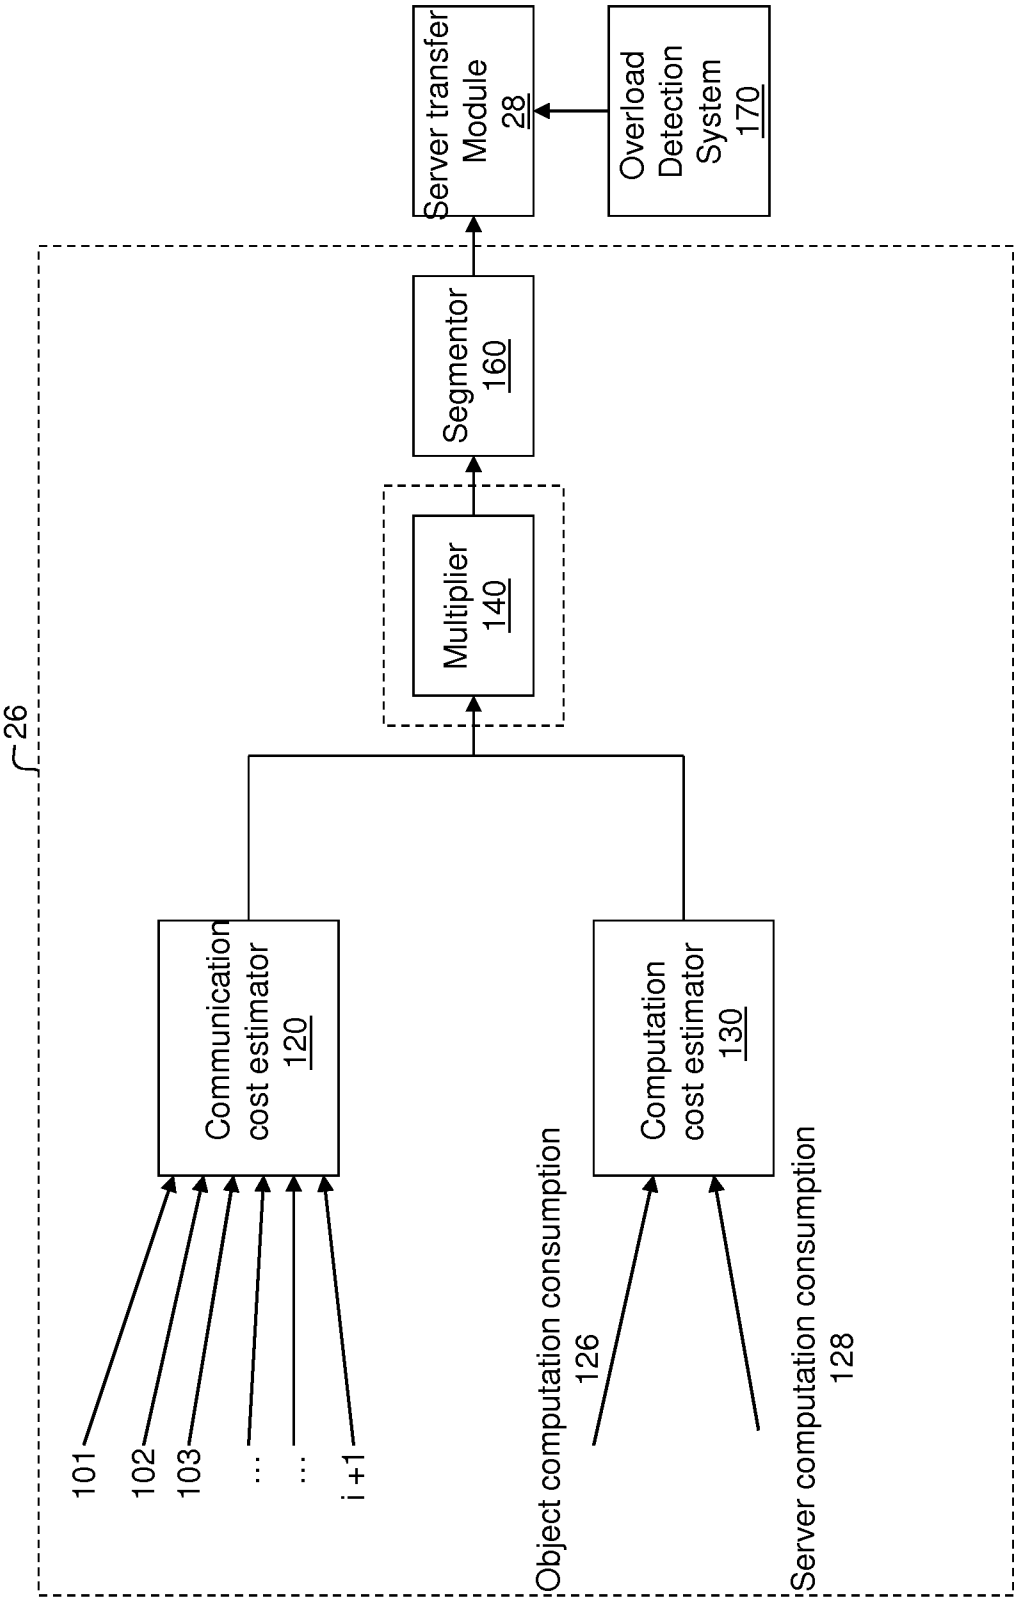 26
101
102
103
...
...
i +1
Communication
cost estimator
120
Object computation consumption
126
Server computation consumption
128
Computation
cost estimator
130
Multiplier
140
Segmentor
160
Server transfer
Module
28
Overload
Detection
System
170